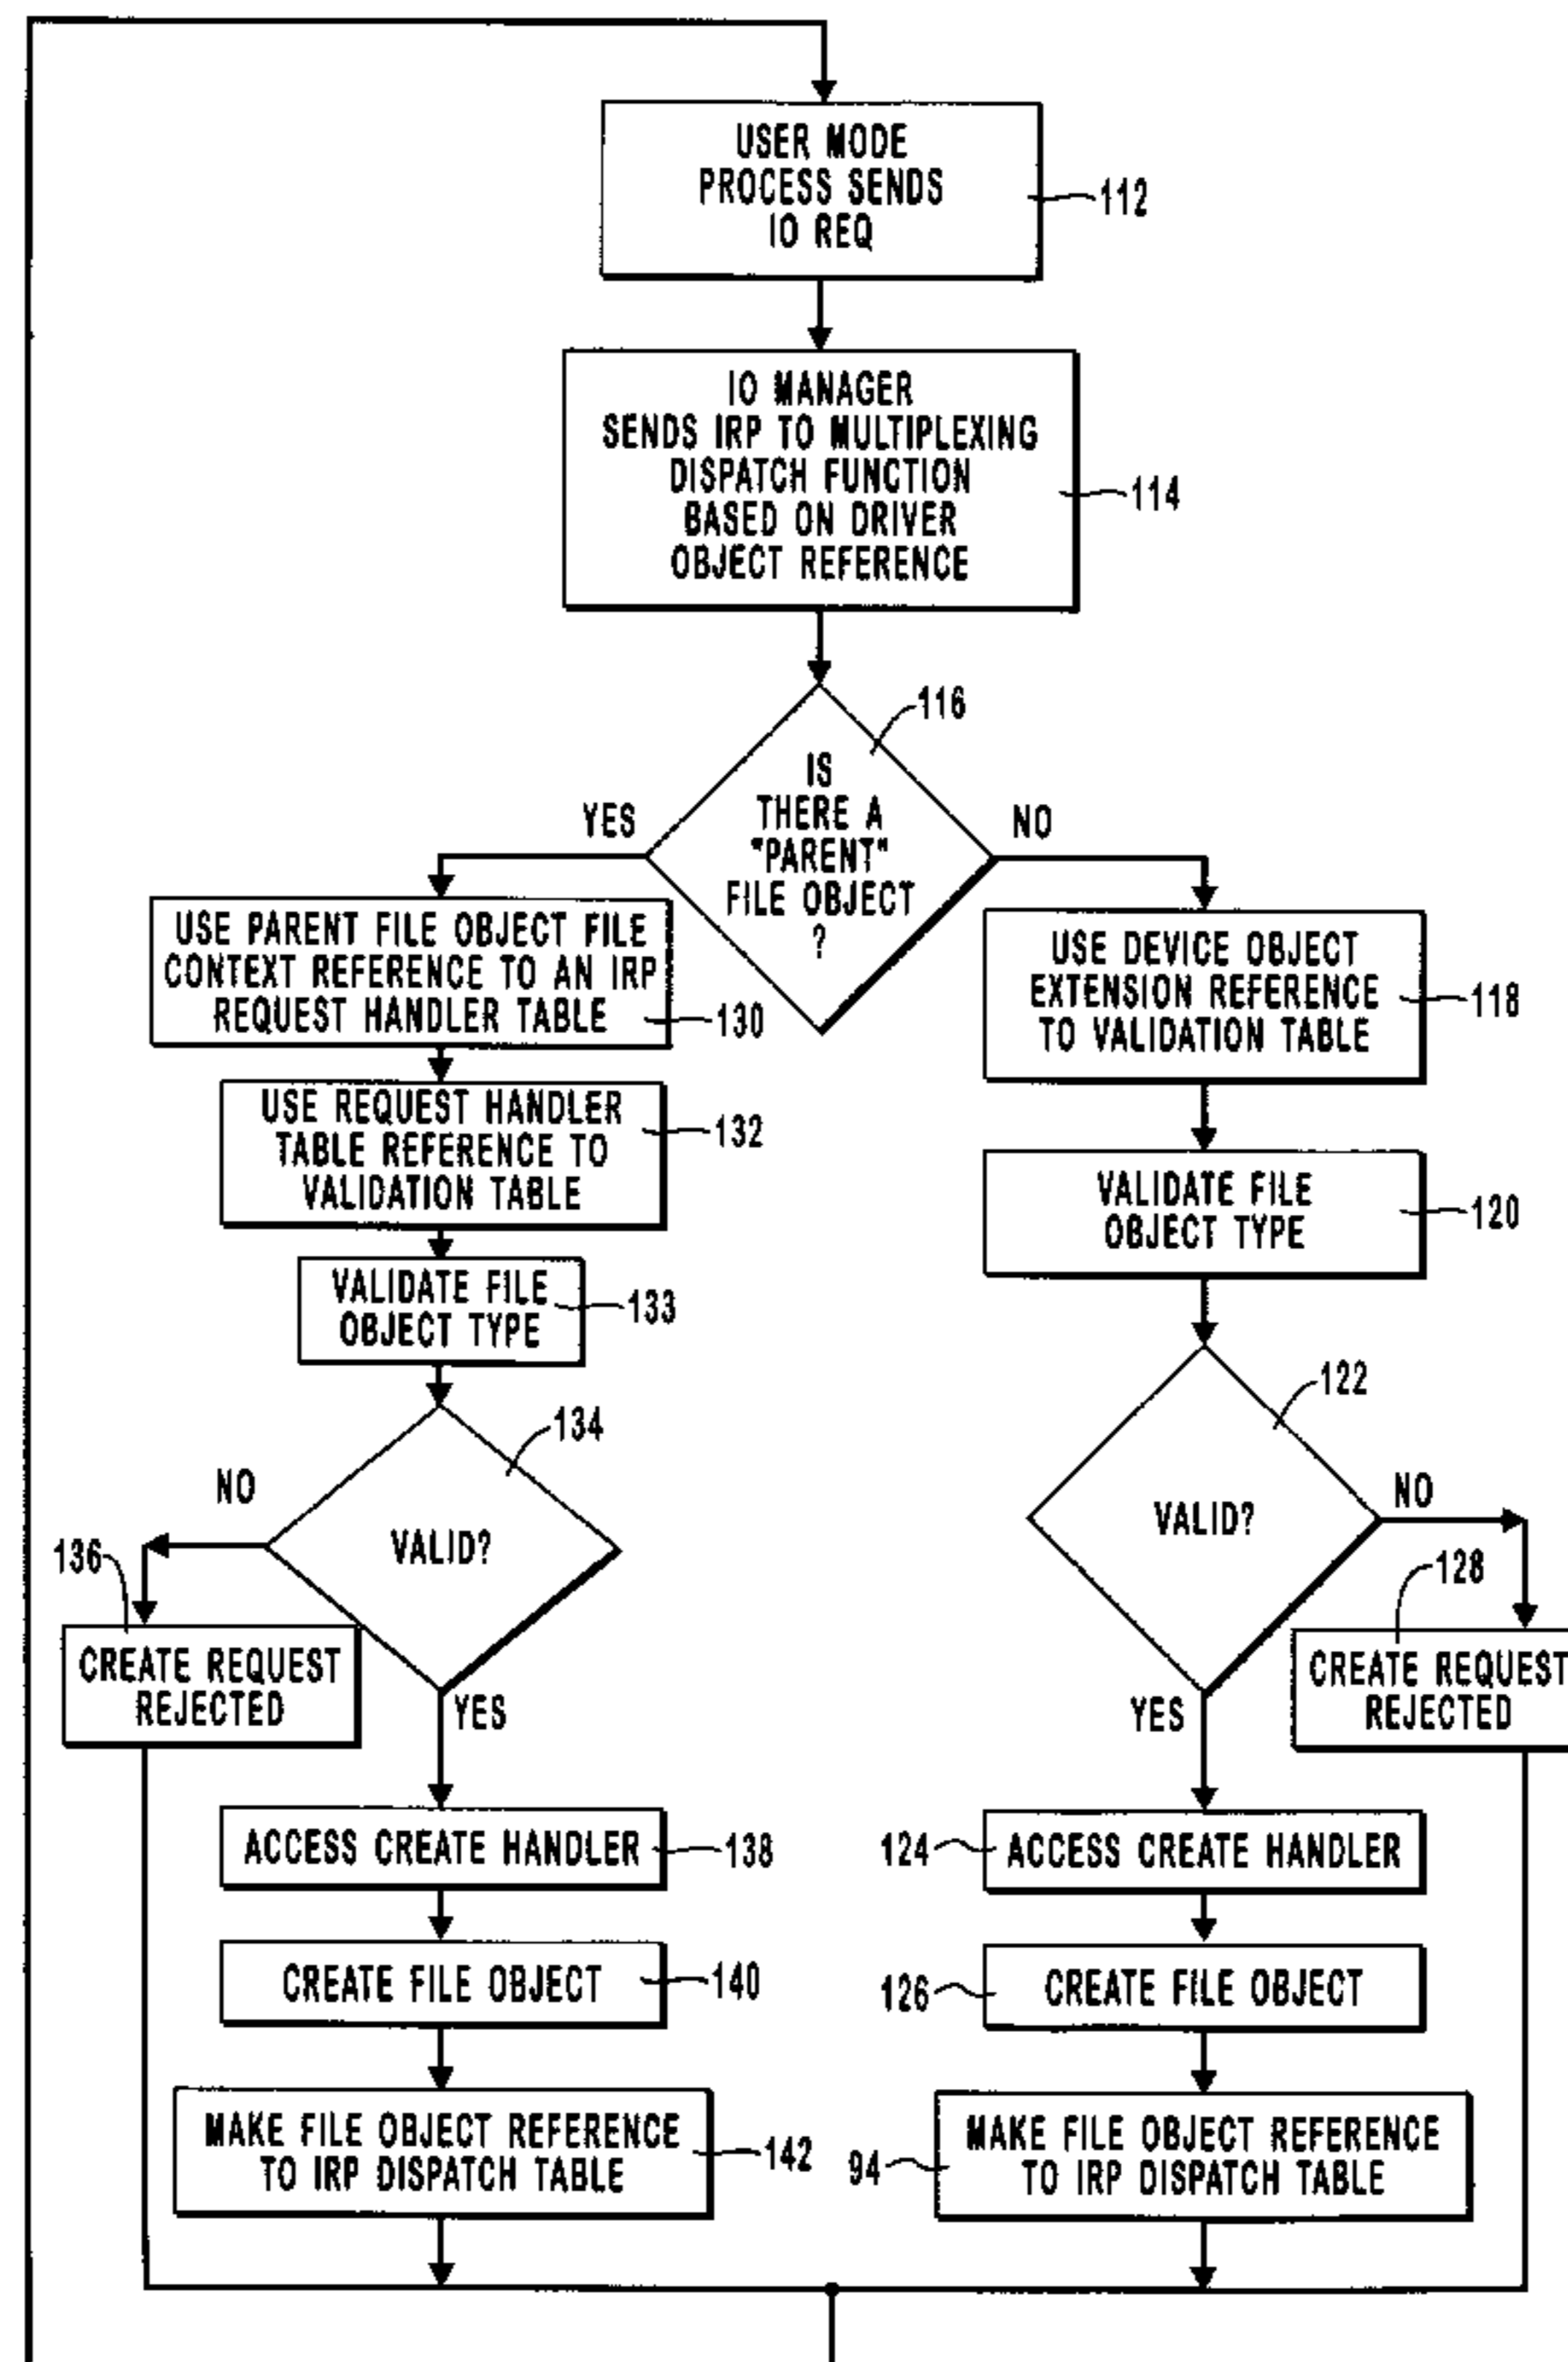 USER MODE
PROCESS SENDS
IO REQ
112
IO MANAGER
SENDS IRP TO MULTIPLEXING
DISPATCH FUNCTION
BASED ON DRIVER
OBJECT REFERENCE
114
116
IS
THERE A
"PARENT"
FILE OBJECT
?
YES
NO
USE PARENT FILE OBJECT FILE
CONTEXT REFERENCE TO AN IRP
REQUEST HANDLER TABLE
130
USE REQUEST HANDLER
TABLE REFERENCE TO
VALIDATION TABLE
132
VALIDATE FILE
OBJECT TYPE
133
134
VALID?
NO
136
CREATE REQUEST
REJECTED
YES
ACCESS CREATE HANDLER
138
CREATE FILE OBJECT
140
MAKE FILE OBJECT REFERENCE
TO IRP DISPATCH TABLE
142
USE DEVICE OBJECT
EXTENSION REFERENCE
TO VALIDATION TABLE
118
VALIDATE FILE
OBJECT TYPE
120
122
VALID?
NO
128
CREATE REQUEST
REJECTED
YES
124
ACCESS CREATE HANDLER
126
CREATE FILE OBJECT
94
MAKE FILE OBJECT REFERENCE
TO IRP DISPATCH TABLE